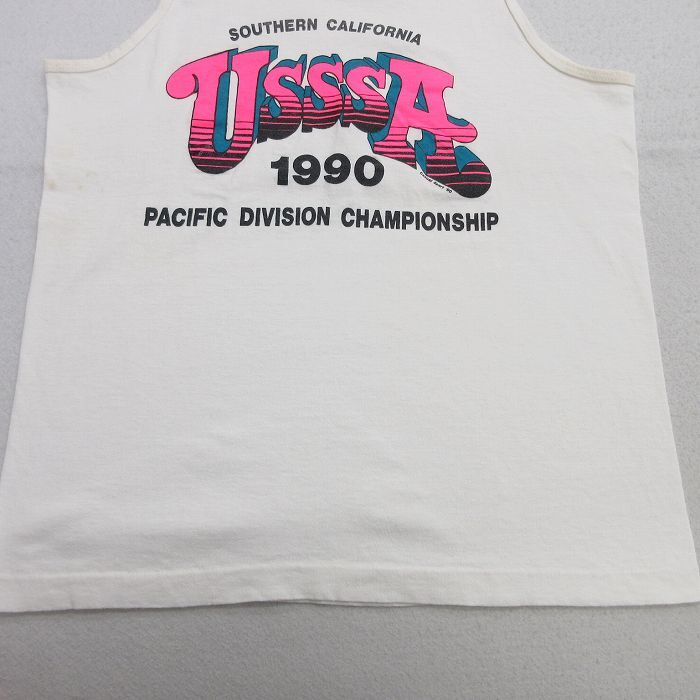 SOUTHERN CALIFORNIA
USSSA
1990
PACIFIC DIVISION CHAMPIONSHIP